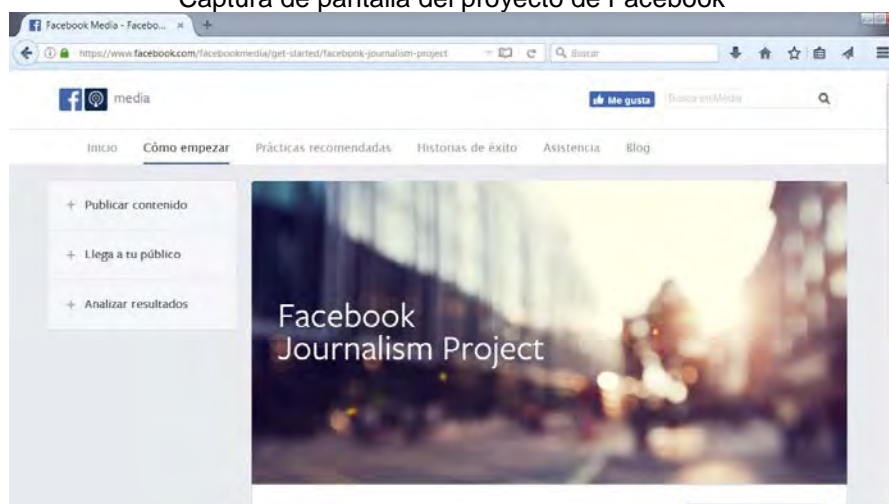 Captura de pantalla del proyecto de Facebook
Facebook Media - Facebo... × +
https://www.facebook.com/facebookmedia/get-started/facebook-journalism-project
Buscar
f media
Me gusta
Buscar en Media
Inicio Cómo empezar Prácticas recomendadas Historias de éxito Asistencia Blog
+ Publicar contenido
+ Llega a tu público
+ Analizar resultados
Facebook
Journalism Project